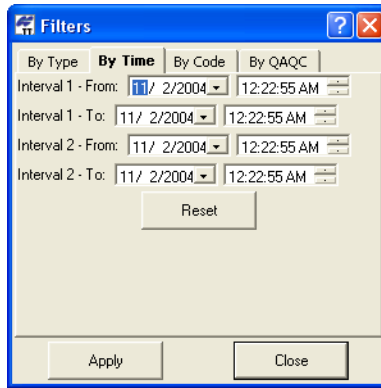 Filters
By Type By Time By Code By QAQC
Interval 1 - From: 11/ 2/2004 12:22:55 AM
Interval 1 - To: 11/ 2/2004 12:22:55 AM
Interval 2 - From: 11/ 2/2004 12:22:55 AM
Interval 2 - To: 11/ 2/2004 12:22:55 AM
Reset
Apply Close